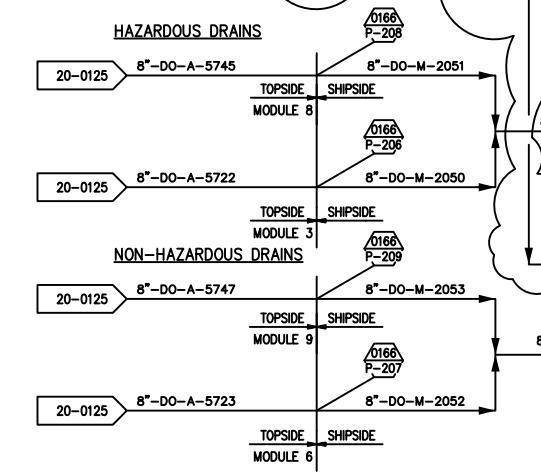 HAZARDOUS DRAINS
0166
P-208
20-0125
8"-DO-A-5745
8"-DO-M-2051
TOPSIDE
SHIPSIDE
MODULE 8
0166
P-206
20-0125
8"-DO-A-5722
8"-DO-M-2050
TOPSIDE
SHIPSIDE
MODULE 3
NON-HAZARDOUS DRAINS
0166
P-209
20-0125
8"-DO-A-5747
8"-DO-M-2053
TOPSIDE
SHIPSIDE
MODULE 9
8
0166
P-207
20-0125
8"-DO-A-5723
8"-DO-M-2052
TOPSIDE
SHIPSIDE
MODULE 6